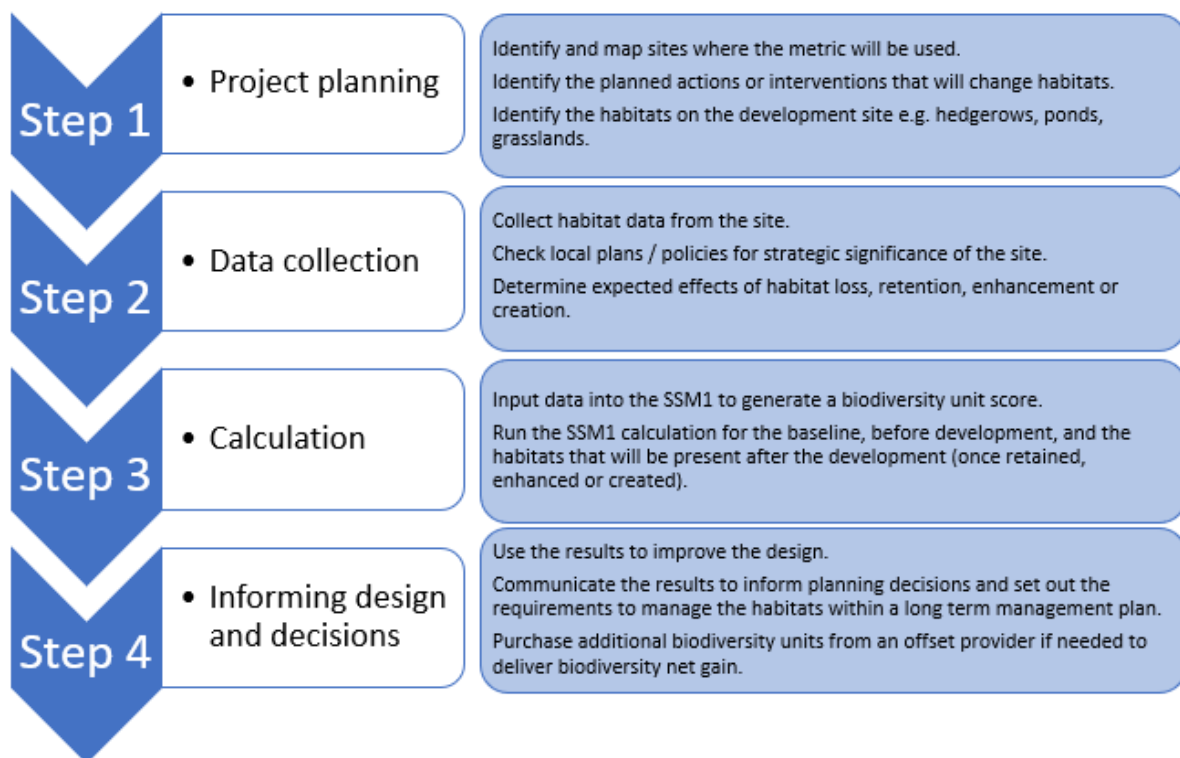 Step 1
• Project planning
Identify and map sites where the metric will be used.
Identify the planned actions or interventions that will change habitats.
Identify the habitats on the development site e.g. hedgerows, ponds,
grasslands.
Step 2
• Data collection
Collect habitat data from the site.
Check local plans / policies for strategic significance of the site.
Determine expected effects of habitat loss, retention, enhancement or
creation.
Step 3
• Calculation
Input data into the SSM1 to generate a biodiversity unit score.
Run the SSM1 calculation for the baseline, before development, and the
habitats that will be present after the development (once retained,
enhanced or created).
Step 4
• Informing design
and decisions
Use the results to improve the design.
Communicate the results to inform planning decisions and set out the
requirements to manage the habitats within a long term management plan.
Purchase additional biodiversity units from an offset provider if needed to
deliver biodiversity net gain.